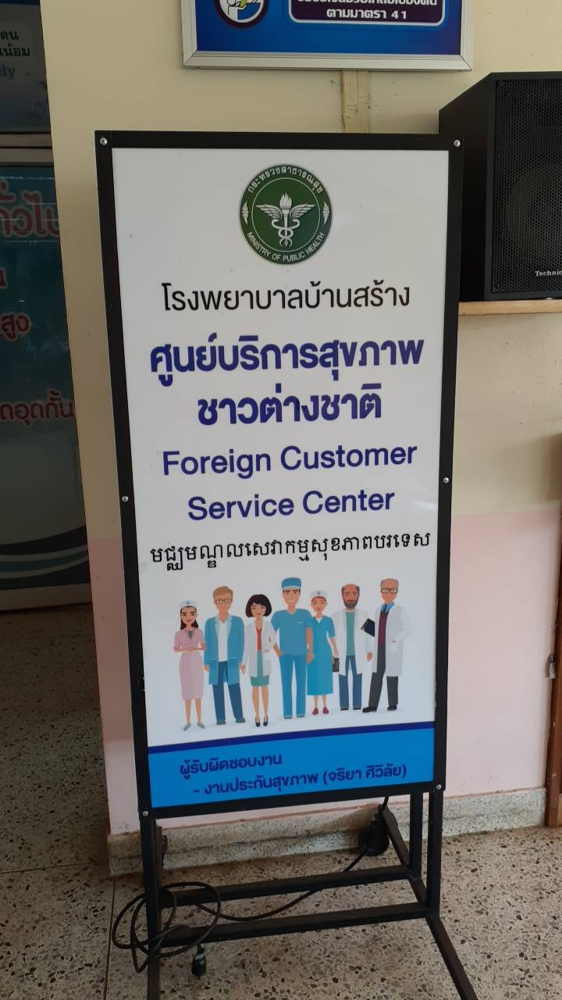 ตามมาตรา 41
กระทรวงสาธารณสุข
MINISTRY OF PUBLIC HEALTH
โรงพยาบาลบ้านสร้าง
ศูนย์บริการสุขภาพ
ชาวต่างชาติ
Foreign Customer
Service Center
មជ្ឈមណ្ឌលសេវាកម្មសុខភាពបរទេស
ผู้รับผิดชอบงาน
- งานประกันสุขภาพ (จริยา ศิวิลัย)
สูง